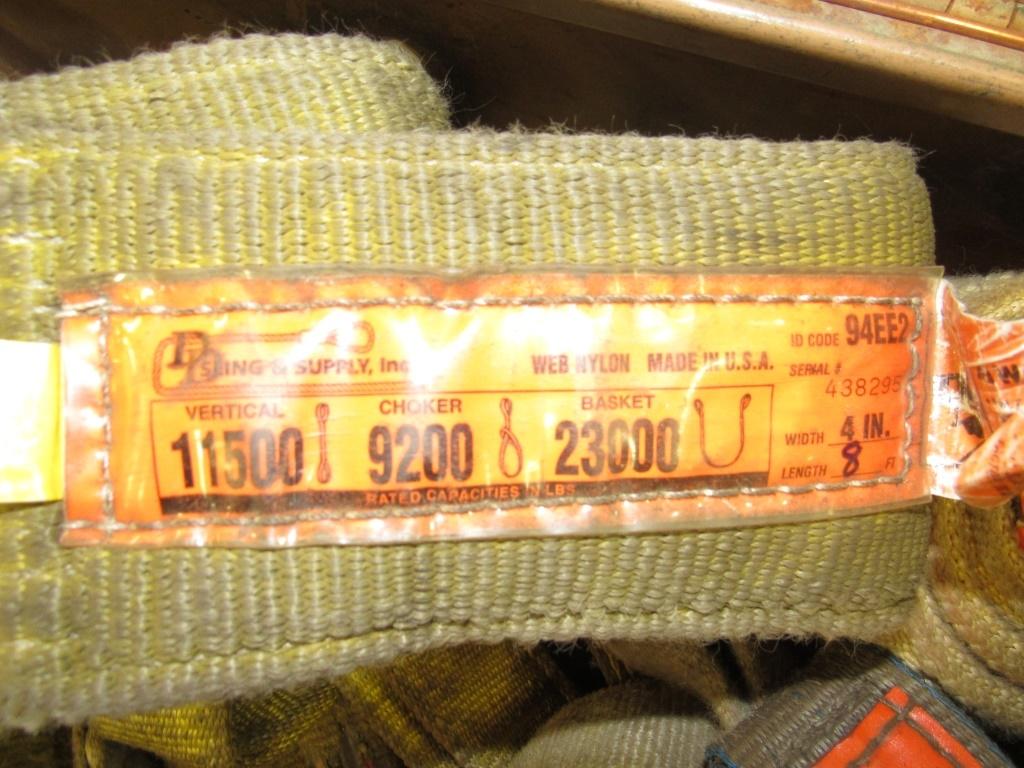 DD SLING & SUPPLY, Inc
WEB NYLON MADE IN U.S.A.
ID CODE 94EE2
SERIAL #
438295
VERTICAL
11500
CHOKER
9200
BASKET
23000
RATED CAPACITIES IN LBS
WIDTH 4 IN.
LENGTH 8 FT